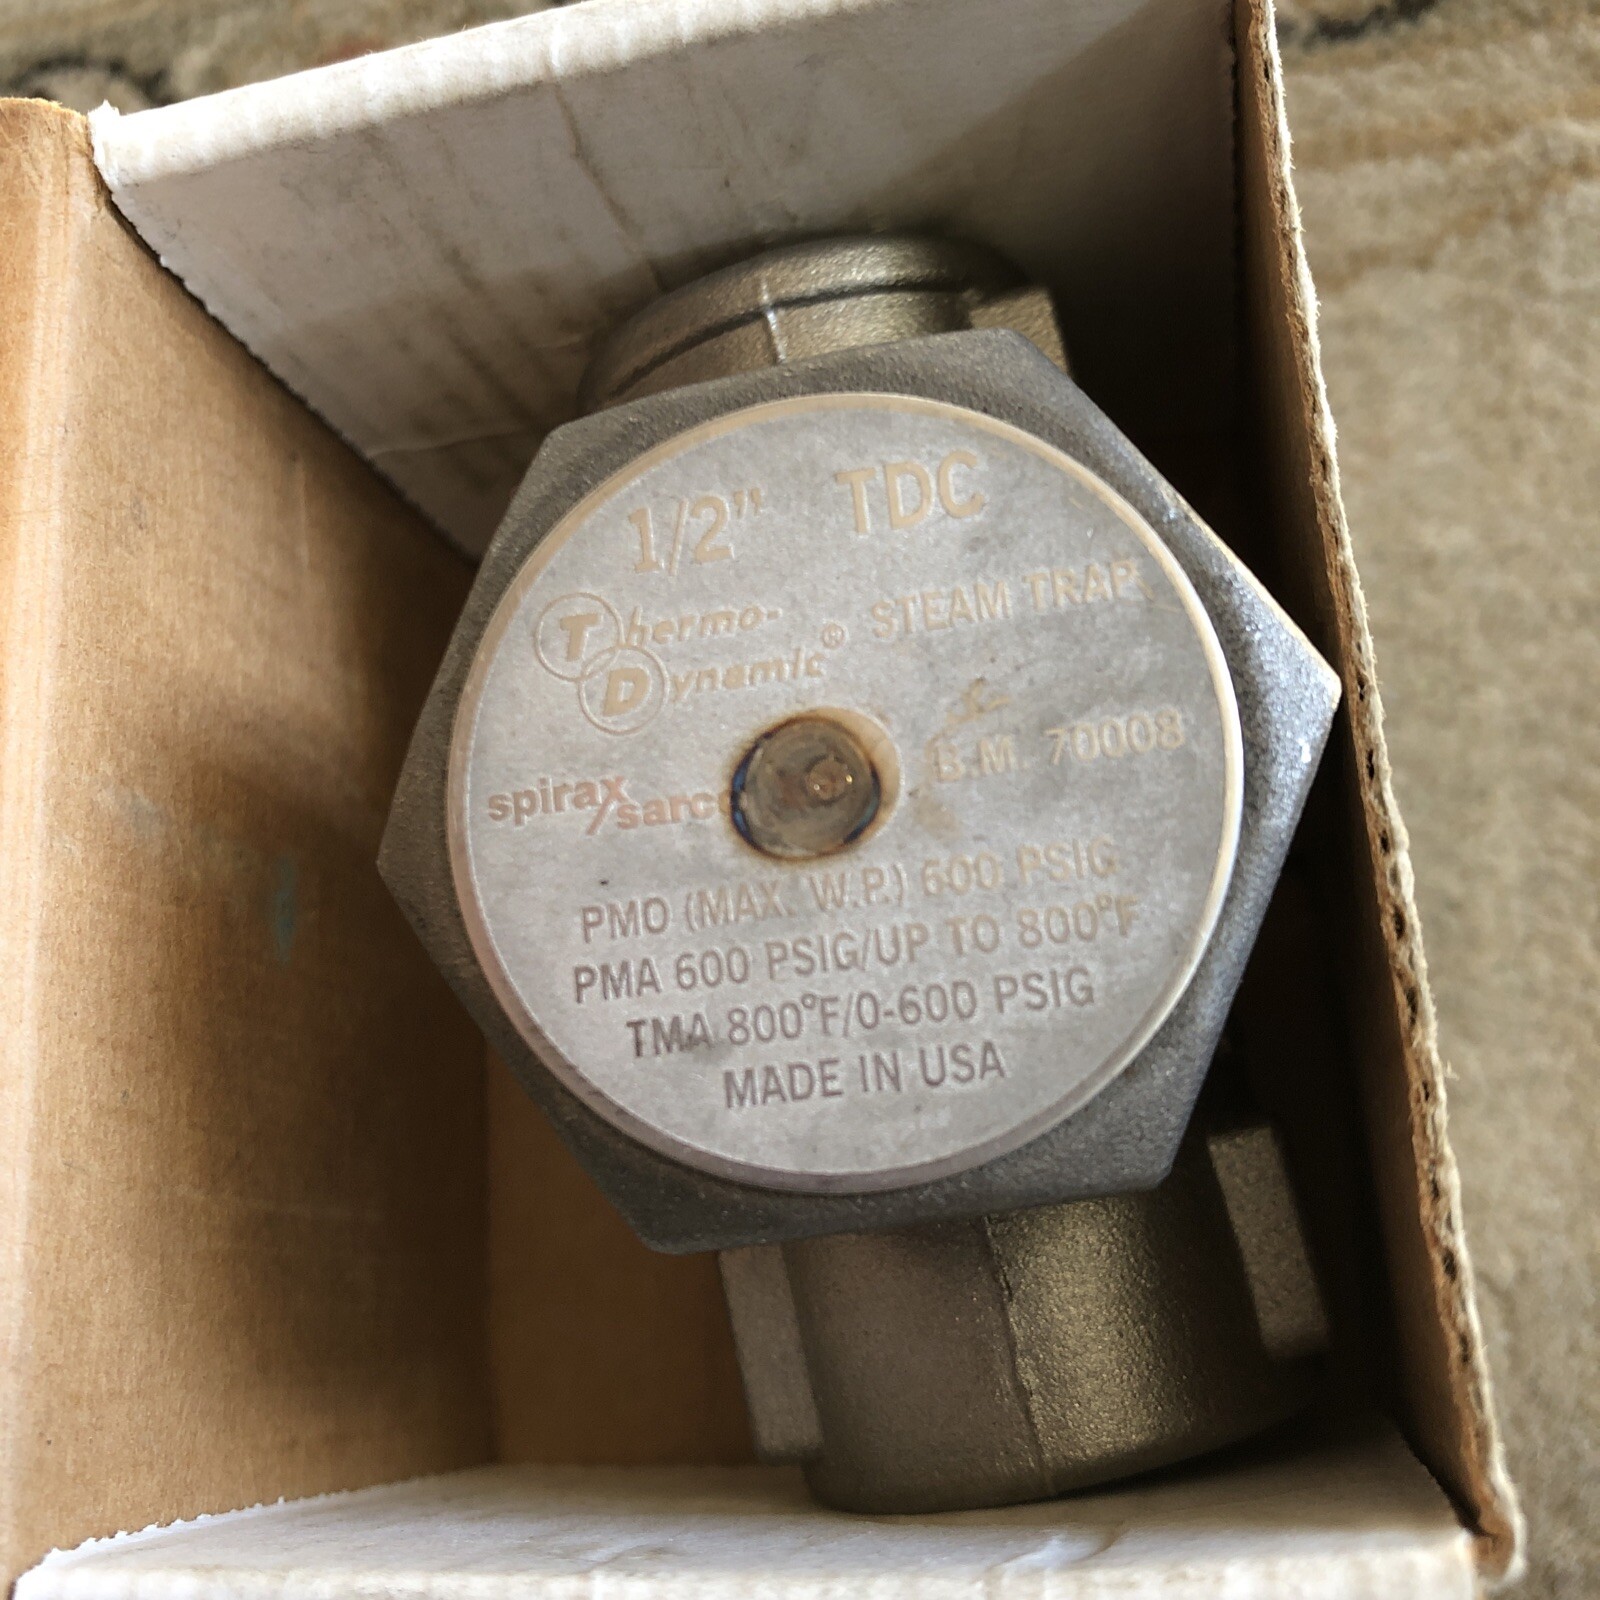 1/2" TDC
Thermo-
Dynamic® STEAM TRAP
B.M. 70008
spirax/sarco
PMO (MAX. W.P.) 600 PSIG
PMA 600 PSIG/UP TO 800°F
TMA 800°F/0-600 PSIG
MADE IN USA